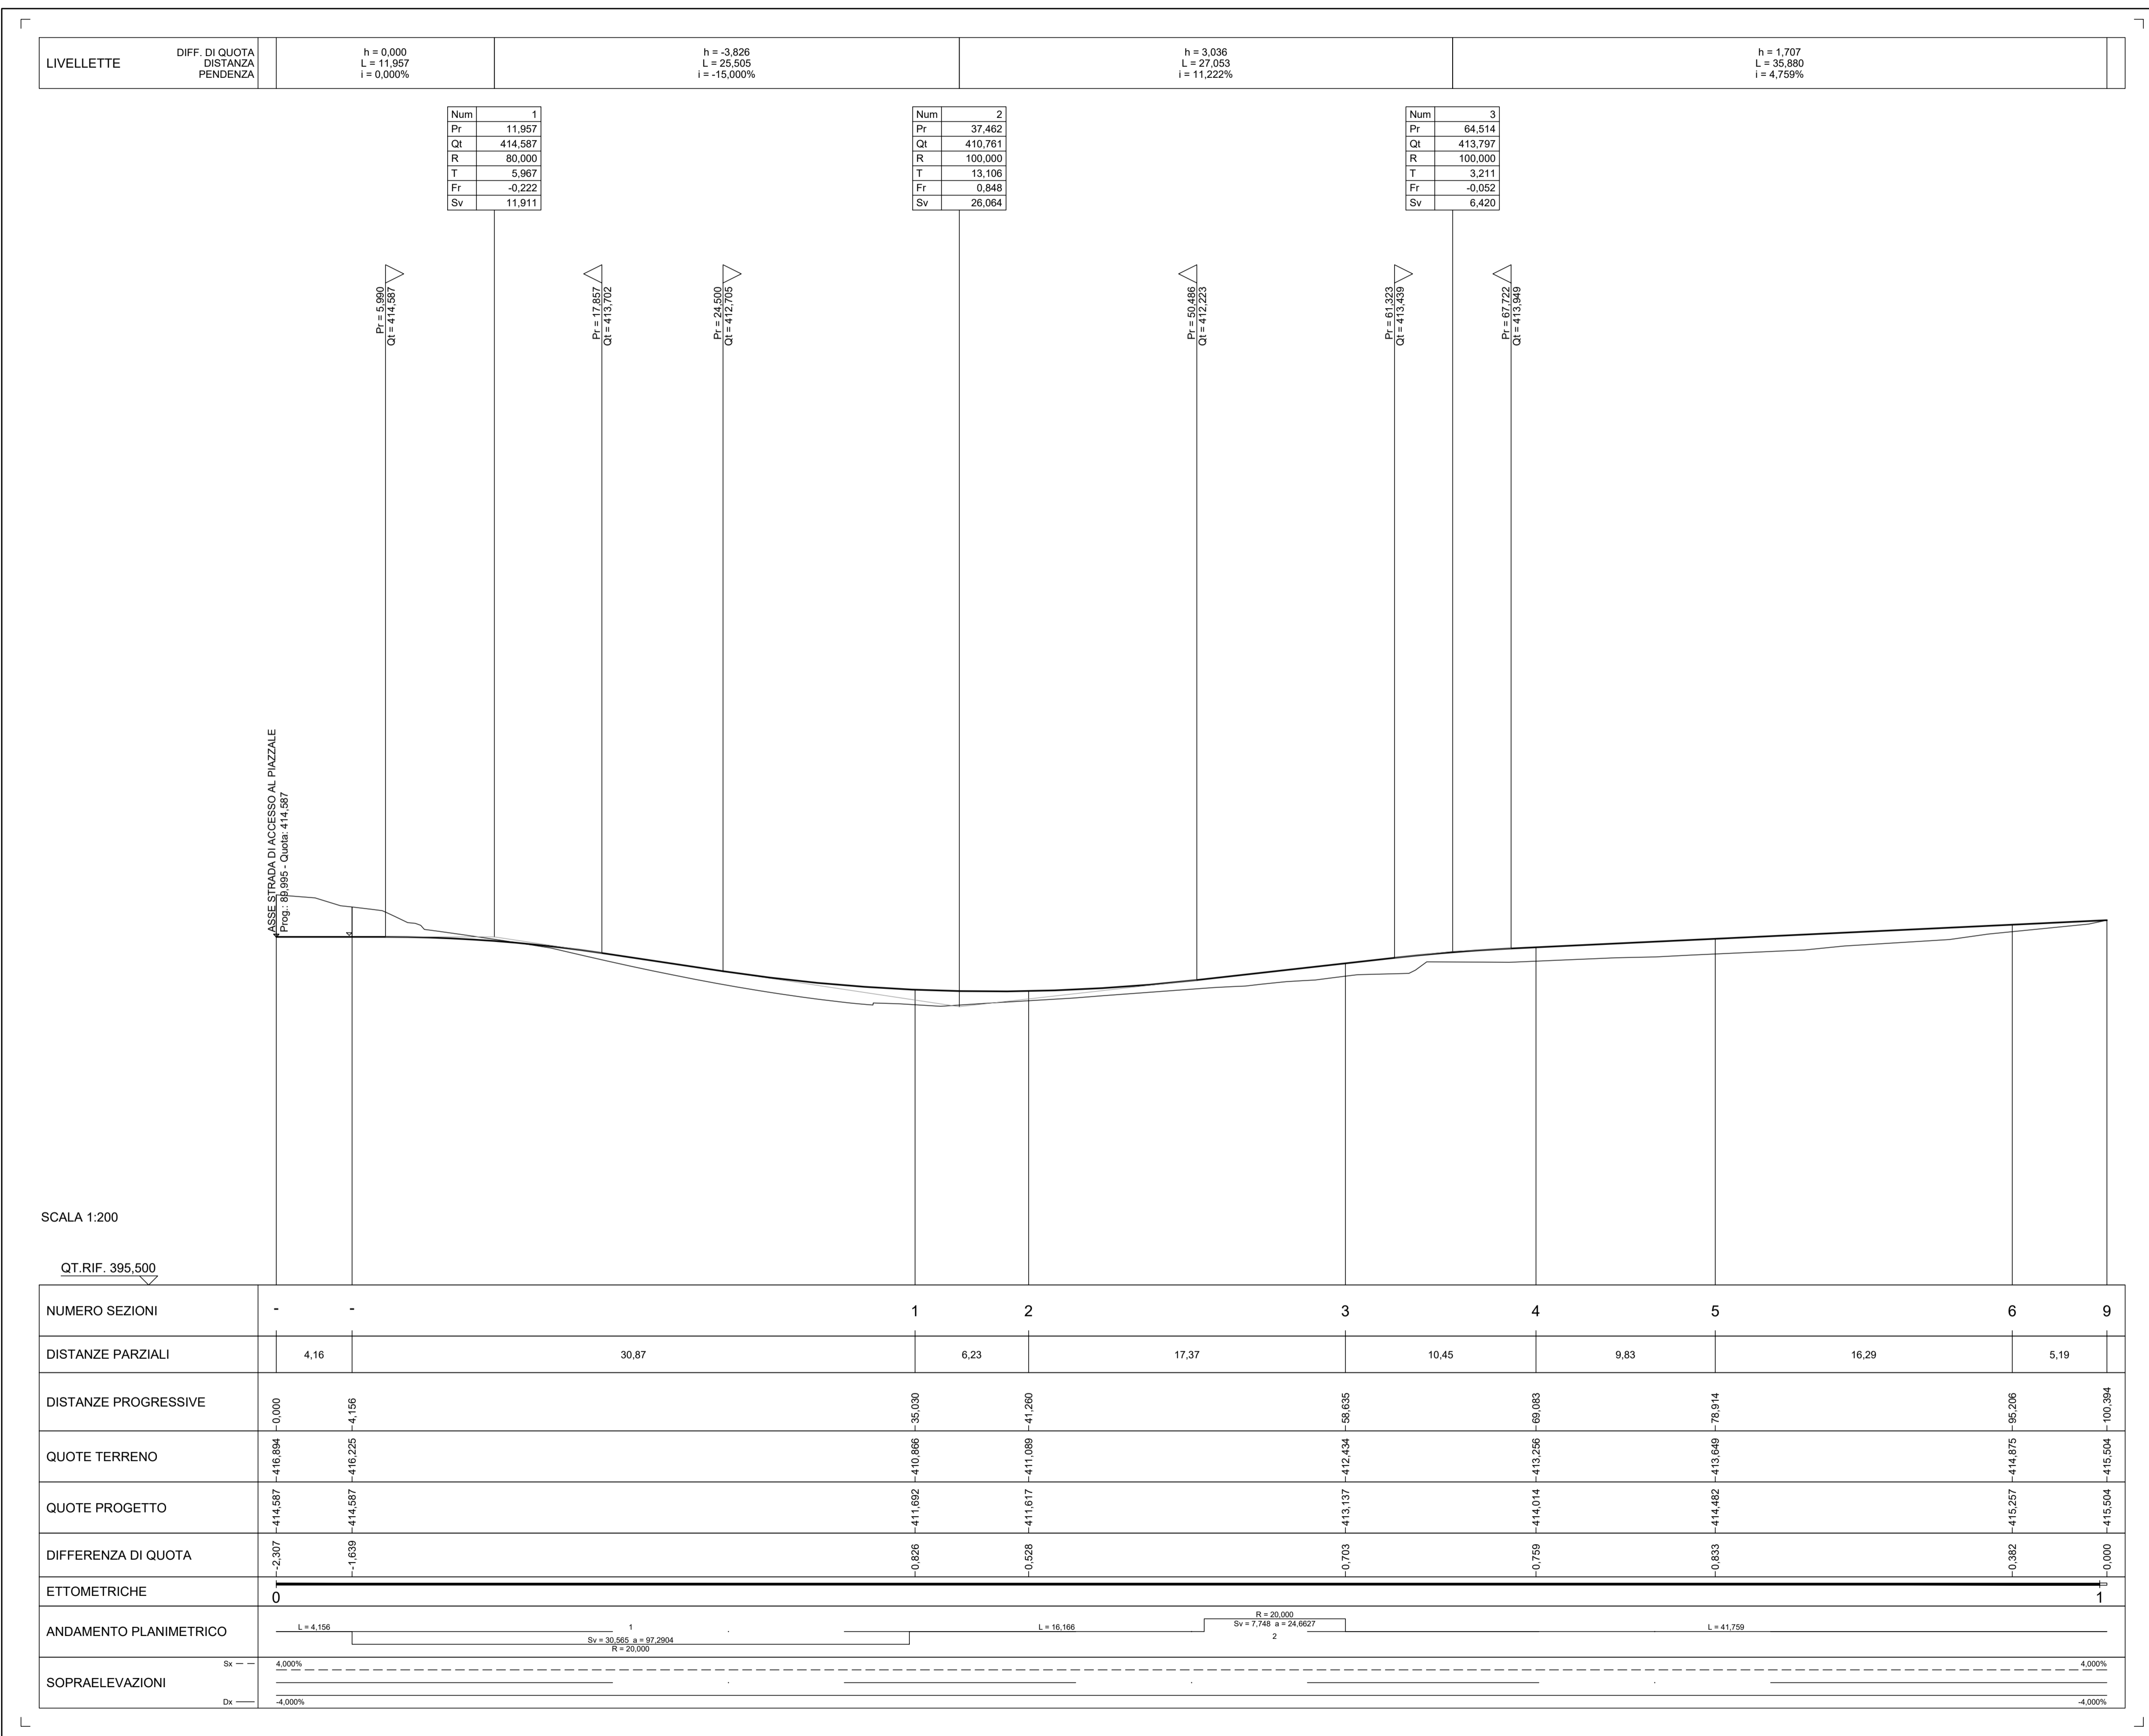 LIVELLETTE
DIFF. DI QUOTA
DISTANZA
PENDENZA
h = 0,000
L = 11,957
i = 0,000%
h = -3,826
L = 25,505
i = -15,000%
h = 3,036
L = 27,053
i = 11,222%
h = 1,707
L = 35,880
i = 4,759%
Num 1
Pr 11,957
Qt 414,587
R 80,000
T 5,967
Fr -0,222
Sv 11,911
Num 2
Pr 37,462
Qt 410,761
R 100,000
T 13,106
Fr 0,848
Sv 26,064
Num 3
Pr 64,514
Qt 413,797
R 100,000
T 3,211
Fr -0,052
Sv 6,420
Pr = 5,990
Qt = 414,587
Pr = 17,857
Qt = 413,702
Pr = 24,500
Qt = 412,705
Pr = 50,486
Qt = 412,223
Pr = 61,323
Qt = 413,439
Pr = 67,722
Qt = 413,949
ASSE STRADA DI ACCESSO AL PIAZZALE
Prog.: 89,995 - Quota: 414,587
SCALA 1:200
QT.RIF. 395,500
NUMERO SEZIONI - - 1 2 3 4 5 6 9
DISTANZE PARZIALI 4,16 30,87 6,23 17,37 10,45 9,83 16,29 5,19
DISTANZE PROGRESSIVE 0,000 4,156 35,030 41,260 58,635 69,083 78,914 95,206 100,394
QUOTE TERRENO 416,894 416,225 410,866 411,089 412,434 413,256 413,649 414,875 415,504
QUOTE PROGETTO 414,587 414,587 411,692 411,617 413,137 414,014 414,482 415,257 415,504
DIFFERENZA DI QUOTA -2,307 -1,639 0,826 0,528 0,703 0,759 0,833 0,382 0,000
ETTOMETRICHE 0 1
ANDAMENTO PLANIMETRICO
L = 4,156
1
Sv = 30,565 a = 97,2904
R = 20,000
L = 16,166
R = 20,000
Sv = 7,748 a = 24,6627
2
L = 41,759
SOPRAELEVAZIONI
Sx 4,000% 4,000%
Dx -4,000% -4,000%